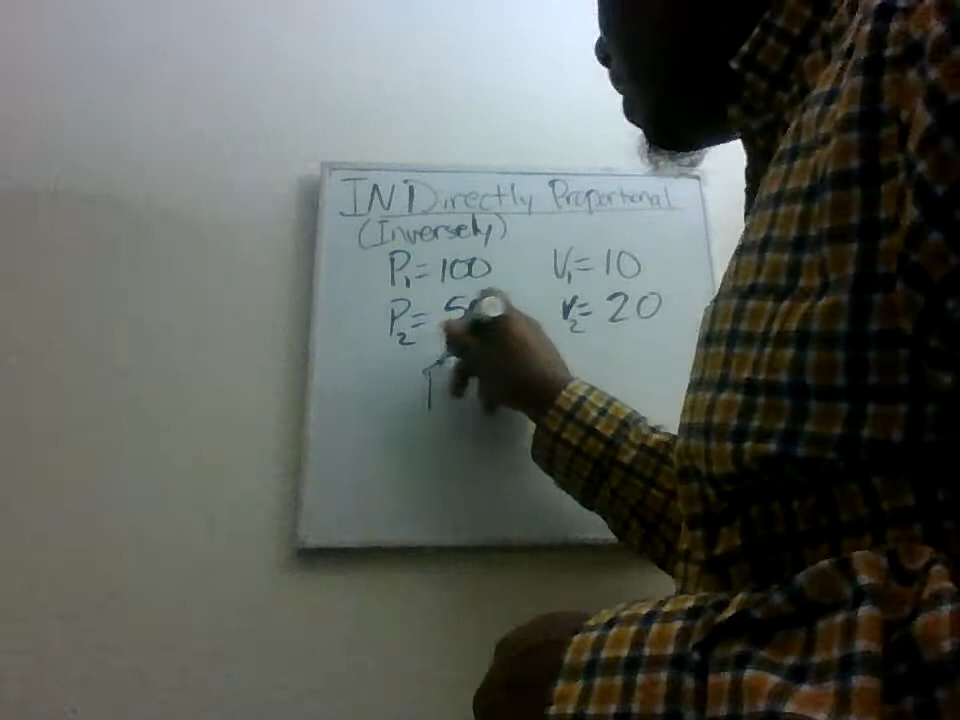 INDirectly Proportional
(Inversely)
P₁=100 V₁=10
P₂=50 V₂=20